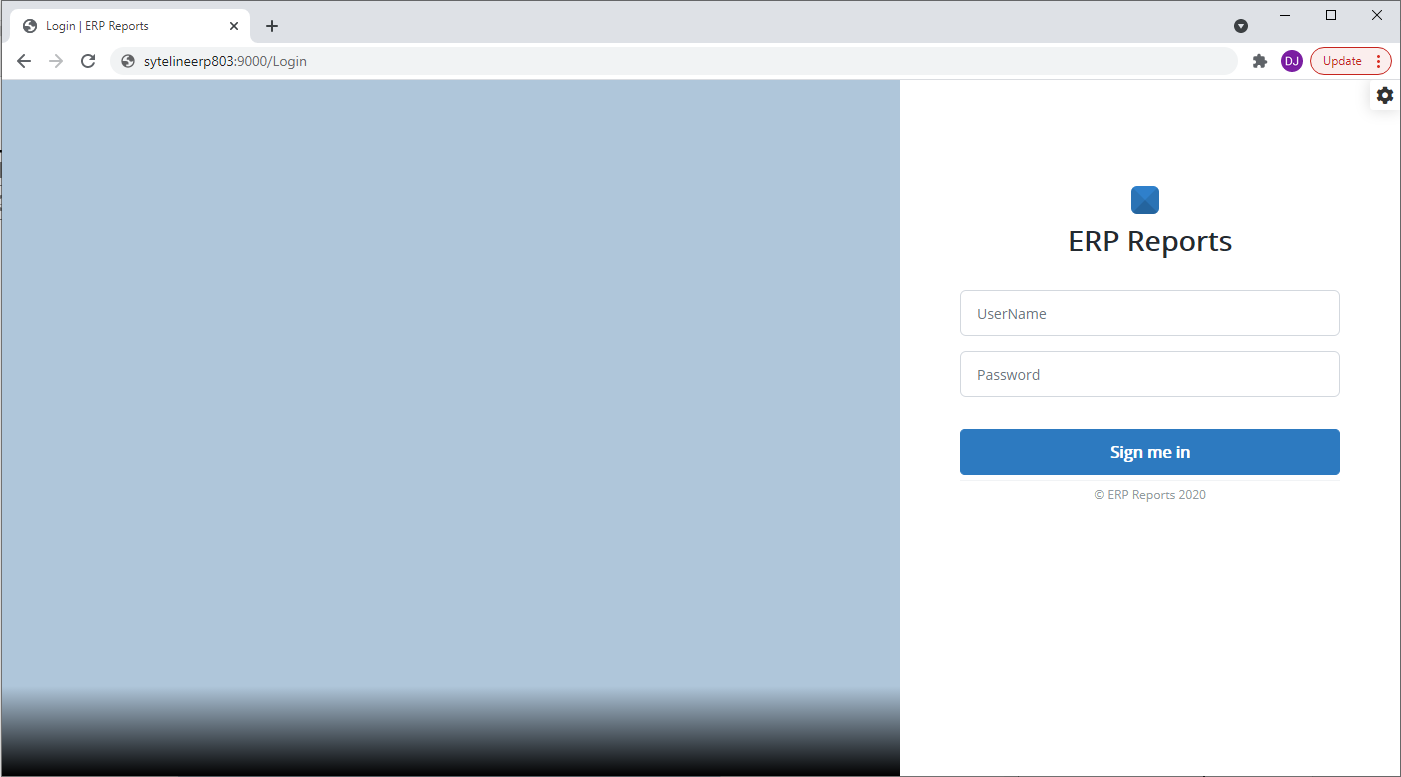 Login | ERP Reports
sytelineerp803:9000/Login
DJ
Update
ERP Reports
UserName
Password
Sign me in
© ERP Reports 2020